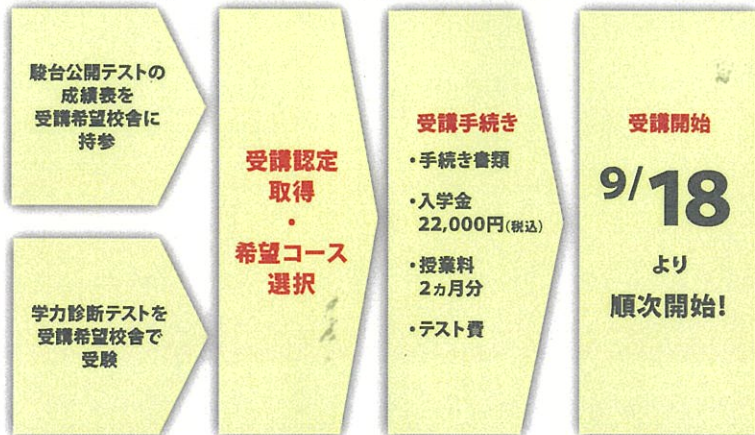 駿台公開テストの
成績表を
受講希望校舎に
持参
学力診断テストを
受講希望校舎で
受験
受講認定
取得
・
希望コース
選択
受講手続き
・手続き書類
・入学金
22,000円(税込)
・授業料
2ヵ月分
・テスト費
受講開始
9/18
より
順次開始!